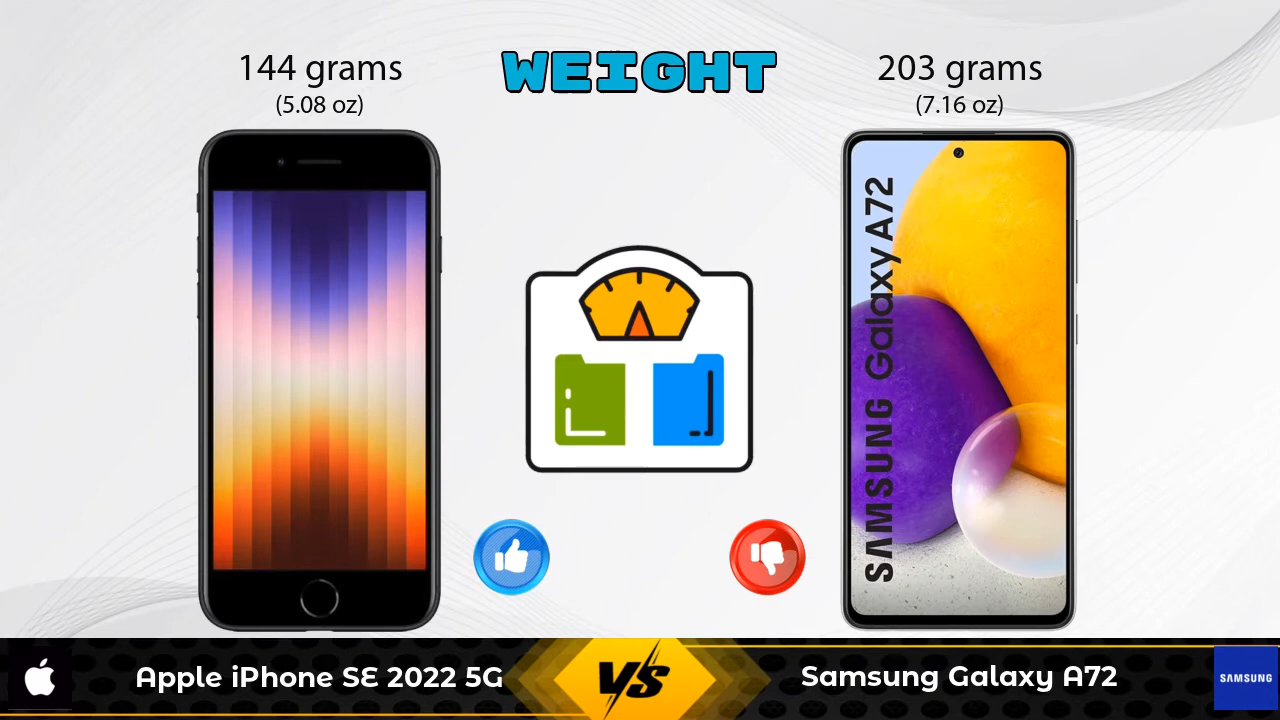 WEIGHT
144 grams
(5.08 oz)
203 grams
(7.16 oz)
SAMSUNG Galaxy A72
Apple iPhone SE 2022 5G
VS
Samsung Galaxy A72
SAMSUNG